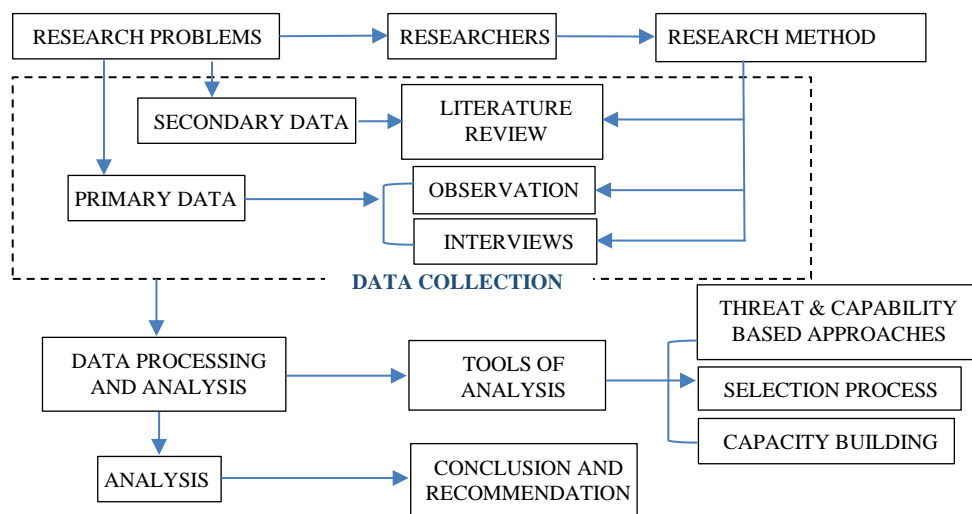 RESEARCH PROBLEMS
RESEARCHERS
RESEARCH METHOD
SECONDARY DATA
LITERATURE
REVIEW
PRIMARY DATA
OBSERVATION
INTERVIEWS
DATA COLLECTION
THREAT & CAPABILITY
BASED APPROACHES
DATA PROCESSING
AND ANALYSIS
TOOLS OF
ANALYSIS
SELECTION PROCESS
CAPACITY BUILDING
ANALYSIS
CONCLUSION AND
RECOMMENDATION